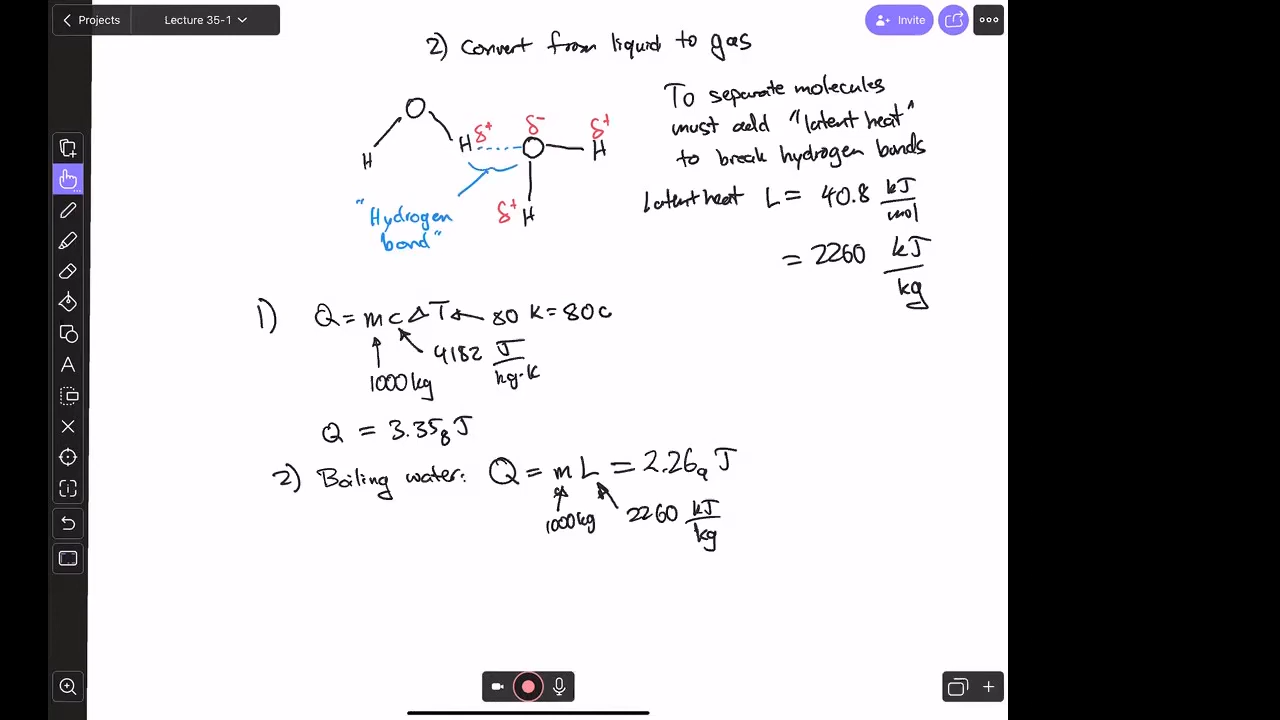 Projects
Lecture 35-1
Invite
2) Convert from liquid to gas
O
H
H δ+
δ-
O
δ+
H
δ+ H
"Hydrogen
bond"
To separate molecules
must add "latent heat"
to break hydrogen bonds
latent heat L = 40.8 kJ/mol
= 2260 kJ/kg
1) Q = m c Δ T ← 80 K = 80 C
4182 J/kg·K
1000 kg
Q = 3.35₈ J
2) Boiling water: Q = m L = 2.26₉ J
1000 kg
2260 kJ/kg